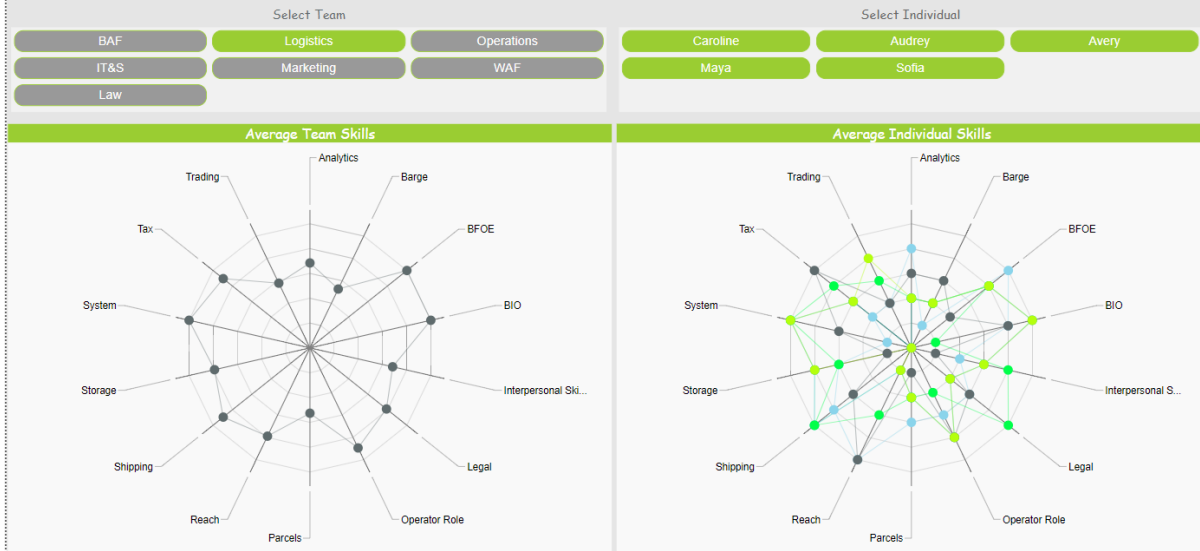 Select Team
Select Individual
BAF
Logistics
Operations
Caroline
Audrey
Avery
IT&S
Marketing
WAF
Maya
Sofia
Law
Average Team Skills
Average Individual Skills
Analytics
Trading
Barge
Tax
BFOE
System
BIO
Storage
Interpersonal Ski...
Shipping
Legal
Reach
Operator Role
Parcels
Analytics
Trading
Barge
Tax
BFOE
System
BIO
Storage
Interpersonal S...
Shipping
Legal
Reach
Operator Role
Parcels